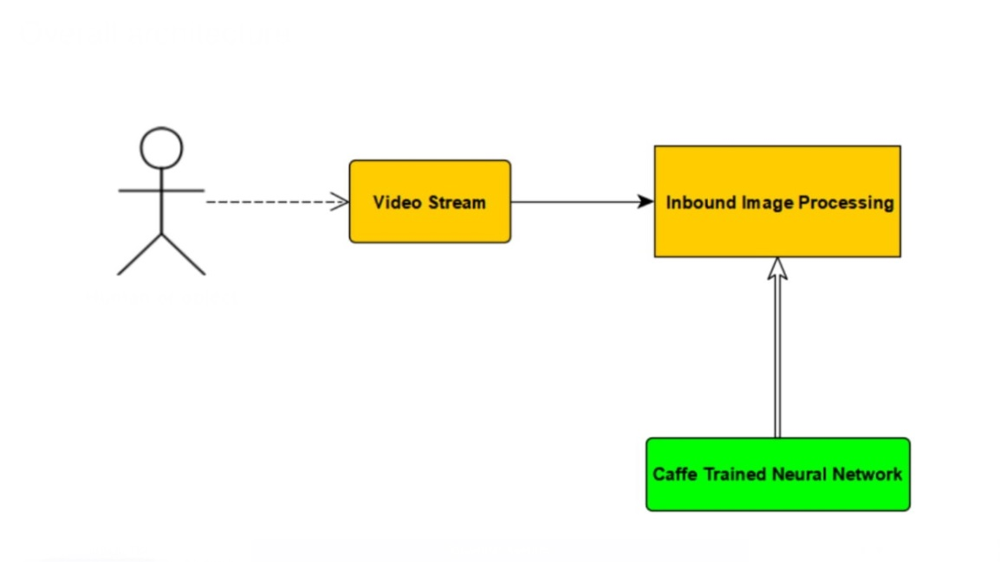 Video Stream
Inbound Image Processing
Caffe Trained Neural Network